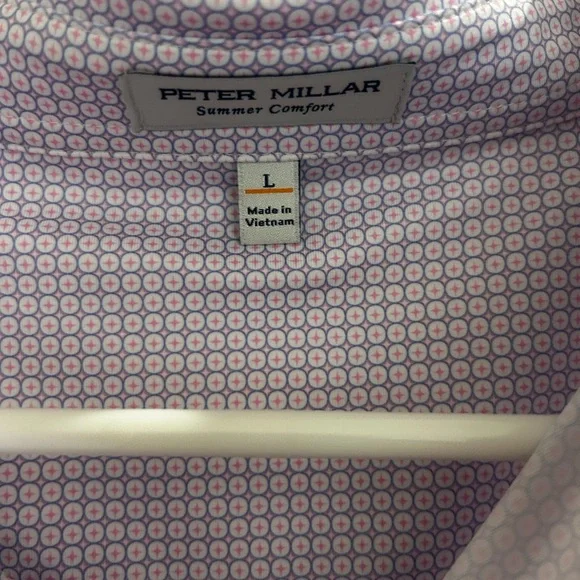 PETER MILLAR
Summer Comfort
L
Made in
Vietnam